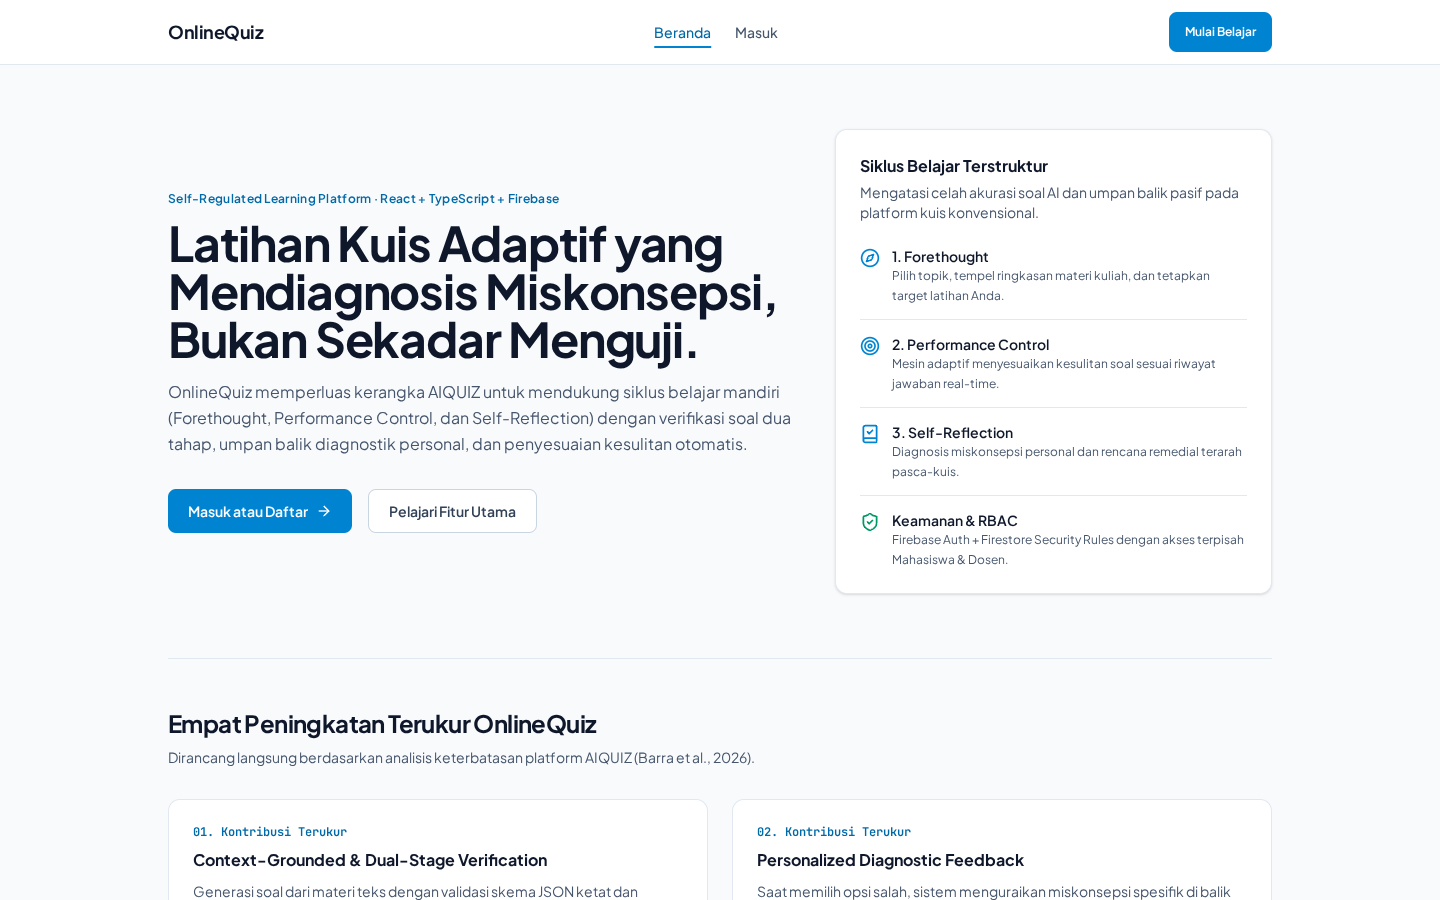 OnlineQuiz
Beranda
Masuk
Mulai Belajar
Self-Regulated Learning Platform · React + TypeScript + Firebase
Latihan Kuis Adaptif yang
Mendiagnosis Miskonsepsi,
Bukan Sekadar Menguji.
OnlineQuiz memperluas kerangka AIQUIZ untuk mendukung siklus belajar mandiri
(Forethought, Performance Control, dan Self-Reflection) dengan verifikasi soal dua
tahap, umpan balik diagnostik personal, dan penyesuaian kesulitan otomatis.
Masuk atau Daftar
Pelajari Fitur Utama
Siklus Belajar Terstruktur
Mengatasi celah akurasi soal AI dan umpan balik pasif pada
platform kuis konvensional.
1. Forethought
Pilih topik, tempel ringkasan materi kuliah, dan tetapkan
target latihan Anda.
2. Performance Control
Mesin adaptif menyesuaikan kesulitan soal sesuai riwayat
jawaban real-time.
3. Self-Reflection
Diagnosis miskonsepsi personal dan rencana remedial terarah
pasca-kuis.
Keamanan & RBAC
Firebase Auth + Firestore Security Rules dengan akses terpisah
Mahasiswa & Dosen.
Empat Peningkatan Terukur OnlineQuiz
Dirancang langsung berdasarkan analisis keterbatasan platform AIQUIZ (Barra et al., 2026).
01. Kontribusi Terukur
Context-Grounded & Dual-Stage Verification
Generasi soal dari materi teks dengan validasi skema JSON ketat dan
02. Kontribusi Terukur
Personalized Diagnostic Feedback
Saat memilih opsi salah, sistem menguraikan miskonsepsi spesifik di balik